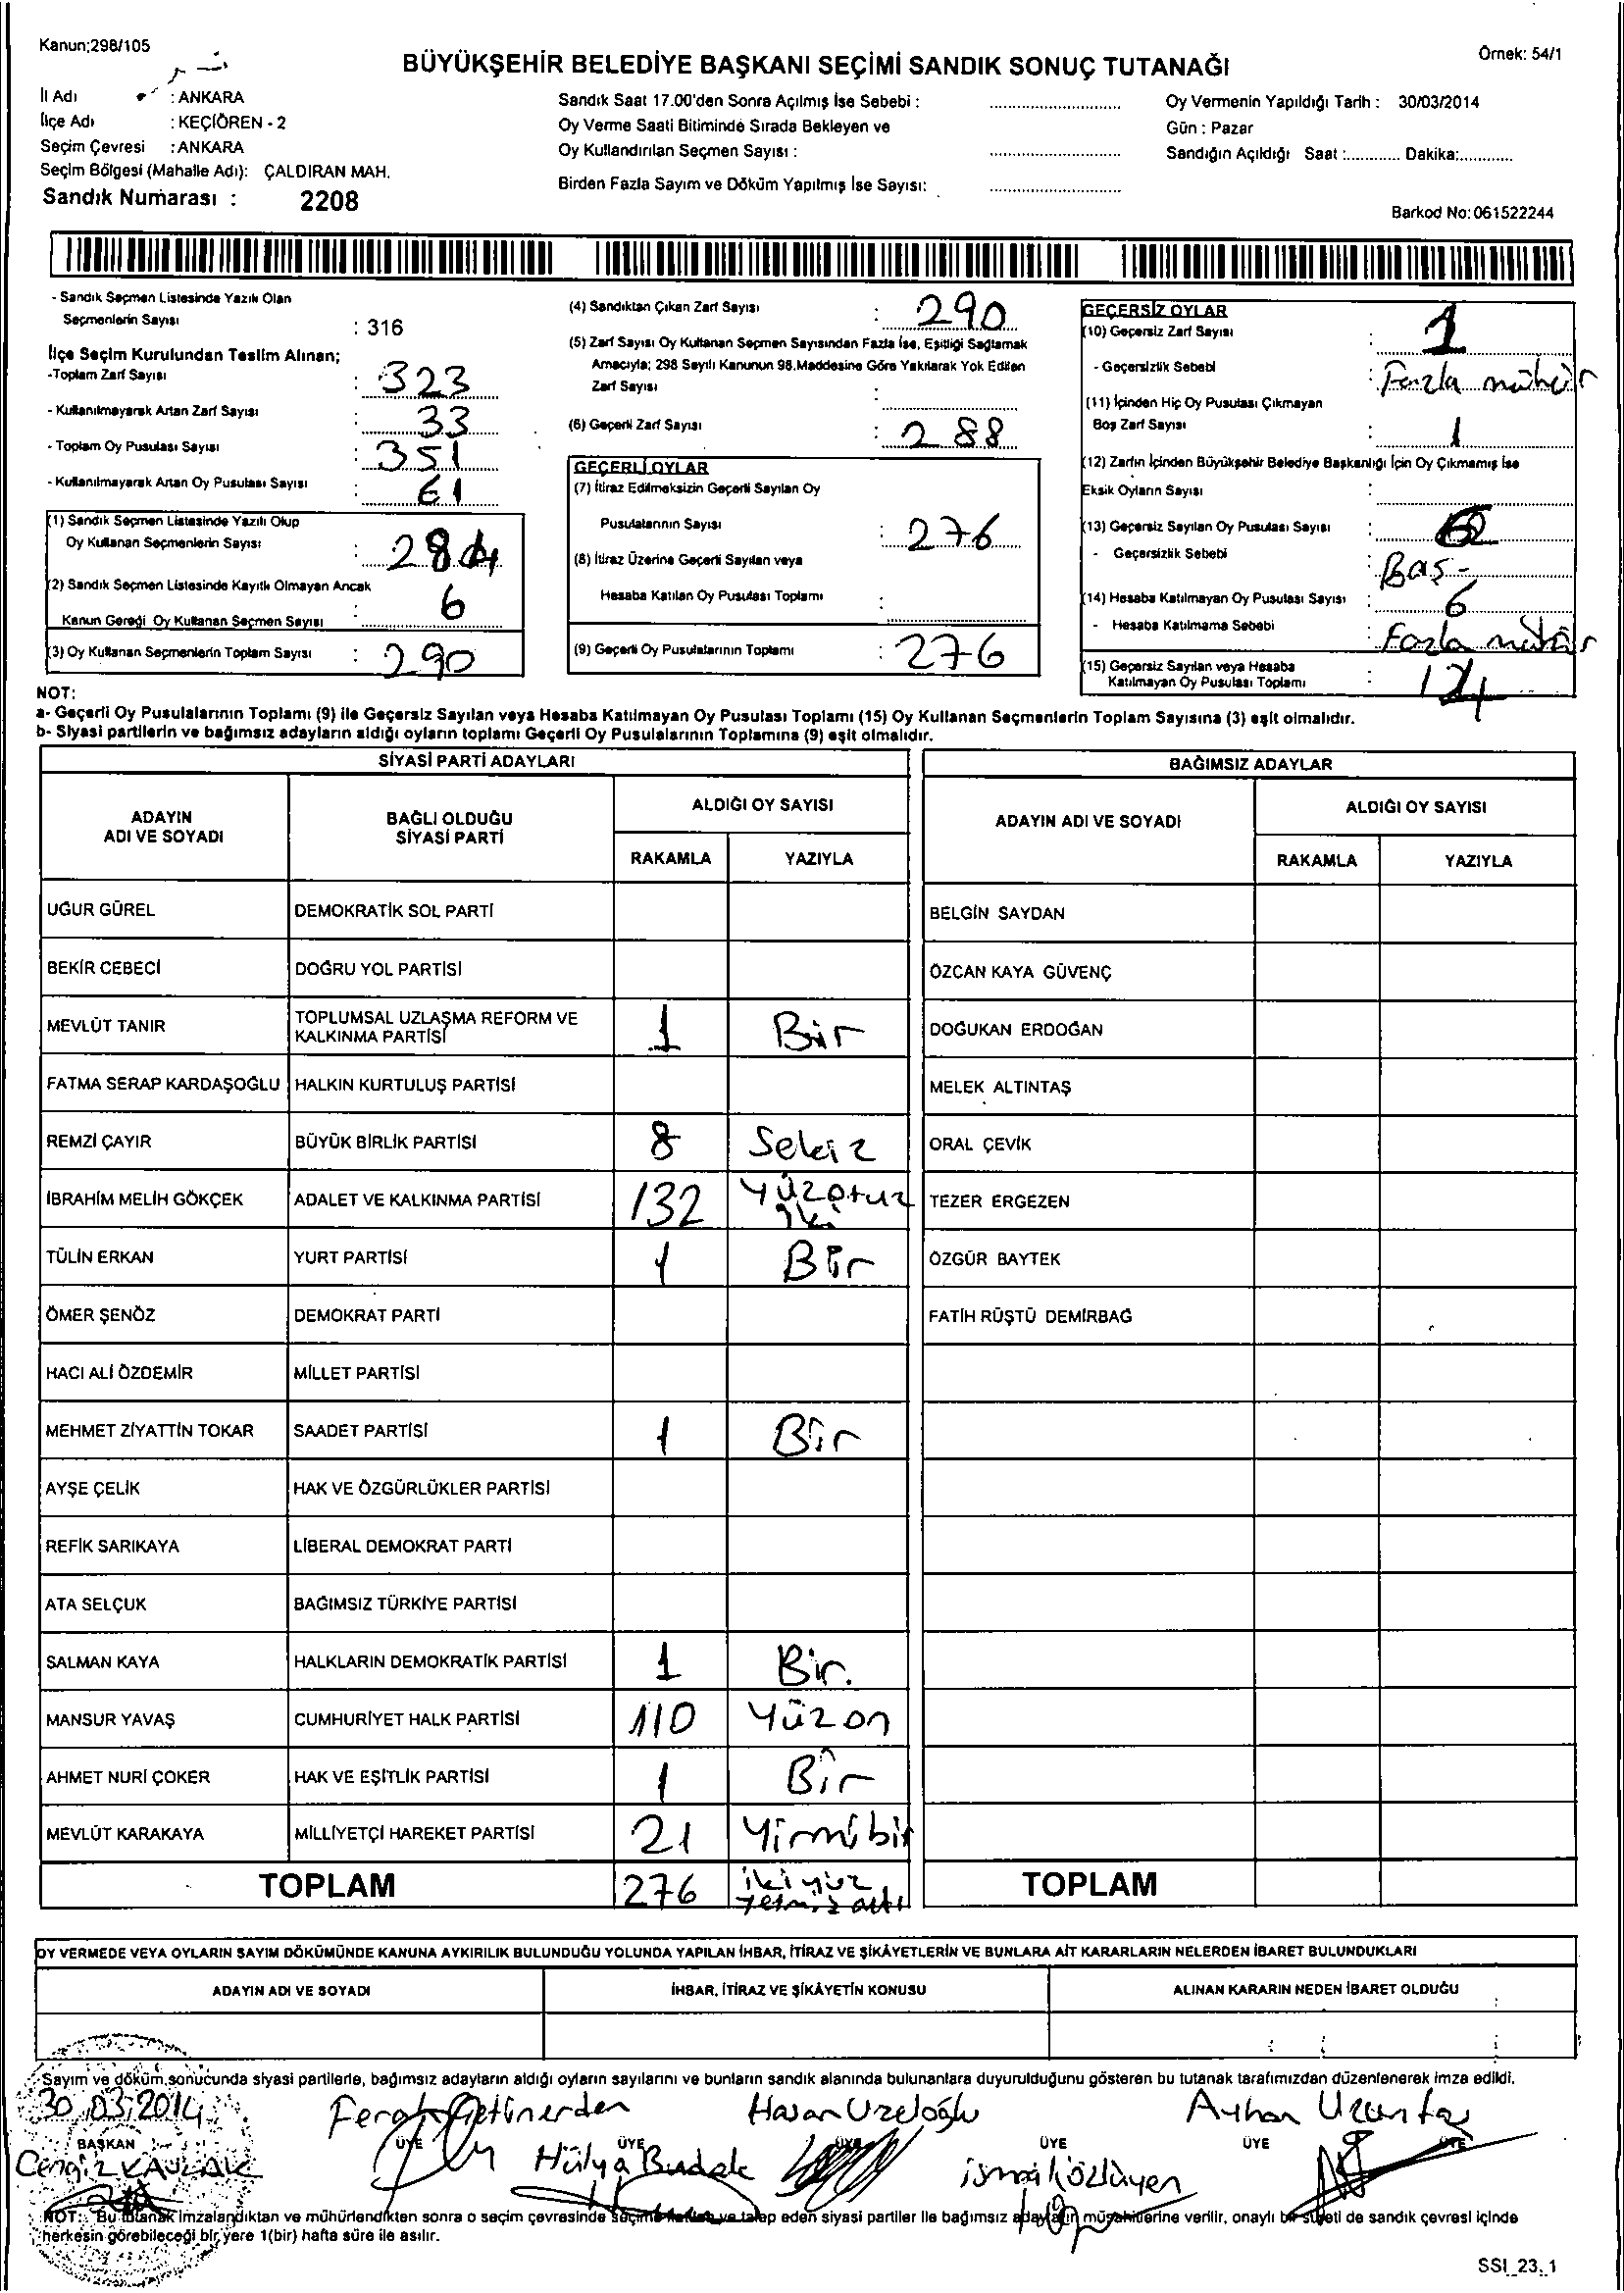 Kanun;298/105
BÜYÜKŞEHİR BELEDİYE BAŞKANI SEÇİMİ SANDIK SONUÇ TUTANAĞI
Örnek: 54/1
İl Adı : ANKARA
İlçe Adı : KEÇİÖREN - 2
Seçim Çevresi : ANKARA
Seçim Bölgesi (Mahalle Adı): ÇALDIRAN MAH.
Sandık Numarası : 2208
Sandık Saat 17.00'den Sonra Açılmış İse Sebebi :
Oy Verme Saati Bitiminde Sırada Bekleyen ve
Oy Kullandırılan Seçmen Sayısı :
Birden Fazla Sayım ve Döküm Yapılmış İse Sayısı:
Oy Vermenin Yapıldığı Tarih : 30/03/2014
Gün : Pazar
Sandığın Açıldığı Saat :............ Dakika:............
Barkod No: 061522244
- Sandık Seçmen Listesinde Yazılı Olan
Seçmenlerin Sayısı : 316
İlçe Seçim Kurulundan Teslim Alınan;
-Toplam Zarf Sayısı : 323
- Kullanılmayarak Artan Zarf Sayısı : 33
- Toplam Oy Pusulası Sayısı : 351
- Kullanılmayarak Artan Oy Pusulası Sayısı : 61
(1) Sandık Seçmen Listesinde Yazılı Olup
Oy Kullanan Seçmenlerin Sayısı : 284
(2) Sandık Seçmen Listesinde Kayıtlı Olmayan Ancak
Kanun Gereği Oy Kullanan Seçmen Sayısı : 6
(3) Oy Kullanan Seçmenlerin Toplam Sayısı : 290
(4) Sandıktan Çıkan Zarf Sayısı : 290
(5) Zarf Sayısı Oy Kullanan Seçmen Sayısından Fazla İse, Eşitliği Sağlamak
Amacıyla; 298 Sayılı Kanunun 98.Maddesine Göre Yakılarak Yok Edilen
Zarf Sayısı :
(6) Geçerli Zarf Sayısı : 288
GEÇERLİ OYLAR
(7) İtiraz Edilmeksizin Geçerli Sayılan Oy
Pusulalarının Sayısı : 276
(8) İtiraz Üzerine Geçerli Sayılan veya
Hesaba Katılan Oy Pusulası Toplamı :
(9) Geçerli Oy Pusulalarının Toplamı : 276
GEÇERSİZ OYLAR
(10) Geçersiz Zarf Sayısı : 1
- Geçersizlik Sebebi : Fazla mühür
(11) İçinden Hiç Oy Pusulası Çıkmayan
Boş Zarf Sayısı : 1
(12) Zarfın İçinden Büyükşehir Belediye Başkanlığı İçin Oy Çıkmamış İse
Eksik Oyların Sayısı :
(13) Geçersiz Sayılan Oy Pusulası Sayısı :
- Geçersizlik Sebebi :
(14) Hesaba Katılmayan Oy Pusulası Sayısı : 6
- Hesaba Katılmama Sebebi : Fazla mühür
(15) Geçersiz Sayılan veya Hesaba
Katılmayan Oy Pusulası Toplamı :
NOT:
a- Geçerli Oy Pusulalarının Toplamı (9) ile Geçersiz Sayılan veya Hesaba Katılmayan Oy Pusulası Toplamı (15) Oy Kullanan Seçmenlerin Toplam Sayısına (3) eşit olmalıdır.
b- Siyasi partilerin ve bağımsız adayların aldığı oyların toplamı Geçerli Oy Pusulalarının Toplamına (9) eşit olmalıdır.
SİYASİ PARTİ ADAYLARI
ADAYIN ADI VE SOYADI BAĞLI OLDUĞU SİYASİ PARTİ ALDIĞI OY SAYISI
RAKAMLA YAZIYLA
UĞUR GÜREL DEMOKRATİK SOL PARTİ
BEKİR CEBECİ DOĞRU YOL PARTİSİ
MEVLÜT TANIR TOPLUMSAL UZLAŞMA REFORM VE KALKINMA PARTİSİ 1 Bir
FATMA SERAP KARDAŞOĞLU HALKIN KURTULUŞ PARTİSİ
REMZİ ÇAYIR BÜYÜK BİRLİK PARTİSİ 8 Sekiz
İBRAHİM MELİH GÖKÇEK ADALET VE KALKINMA PARTİSİ 132 Yüzotuz iki
TÜLİN ERKAN YURT PARTİSİ 1 Bir
ÖMER ŞENÖZ DEMOKRAT PARTİ
HACI ALİ ÖZDEMİR MİLLET PARTİSİ
MEHMET ZİYATTİN TOKAR SAADET PARTİSİ 1 Bir
AYŞE ÇELİK HAK VE ÖZGÜRLÜKLER PARTİSİ
REFİK SARIKAYA LİBERAL DEMOKRAT PARTİ
ATA SELÇUK BAĞIMSIZ TÜRKİYE PARTİSİ
SALMAN KAYA HALKLARIN DEMOKRATİK PARTİSİ 1 Bir.
MANSUR YAVAŞ CUMHURİYET HALK PARTİSİ 110 Yüzon
AHMET NURİ ÇOKER HAK VE EŞİTLİK PARTİSİ 1 Bir
MEVLÜT KARAKAYA MİLLİYETÇİ HAREKET PARTİSİ 21 Yirmibir
TOPLAM 276 ikiyüz yetmiş altı
BAĞIMSIZ ADAYLAR
ADAYIN ADI VE SOYADI ALDIĞI OY SAYISI
RAKAMLA YAZIYLA
BELGİN SAYDAN
ÖZCAN KAYA GÜVENÇ
DOĞUKAN ERDOĞAN
MELEK ALTINTAŞ
ORAL ÇEVİK
TEZER ERGEZEN
ÖZGÜR BAYTEK
FATİH RÜŞTÜ DEMİRBAĞ
TOPLAM
OY VERMEDE VEYA OYLARIN SAYIM DÖKÜMÜNDE KANUNA AYKIRILIK BULUNDUĞU YOLUNDA YAPILAN İHBAR, İTİRAZ VE ŞİKÂYETLERİN VE BUNLARA AİT KARARLARIN NELERDEN İBARET BULUNDUKLARI
ADAYIN ADI VE SOYADI İHBAR, İTİRAZ VE ŞİKÂYETİN KONUSU ALINAN KARARIN NEDEN İBARET OLDUĞU
Sayım ve döküm sonucunda siyasi partilerle, bağımsız adayların aldığı oyların sayılarını ve bunların sandık alanında bulunanlara duyurulduğunu gösteren bu tutanak tarafımızdan düzenlenerek imza edildi.
30.03.2014 Hasan Uzeloğlu Ayhan
BAŞKAN ÜYE ÜYE ÜYE ÜYE ÜYE ÜYE
Cengiz Hülya Budak ismail
NOT: Bu tutanak imzalandıktan ve mühürlendikten sonra o seçim çevresinde seçime katılan ve talep eden siyasi partiler ile bağımsız adayların müşahitlerine verilir, onaylı bir sureti de sandık çevresi içinde
herkesin görebileceği bir yere 1(bir) hafta süre ile asılır.
SSI_23_1